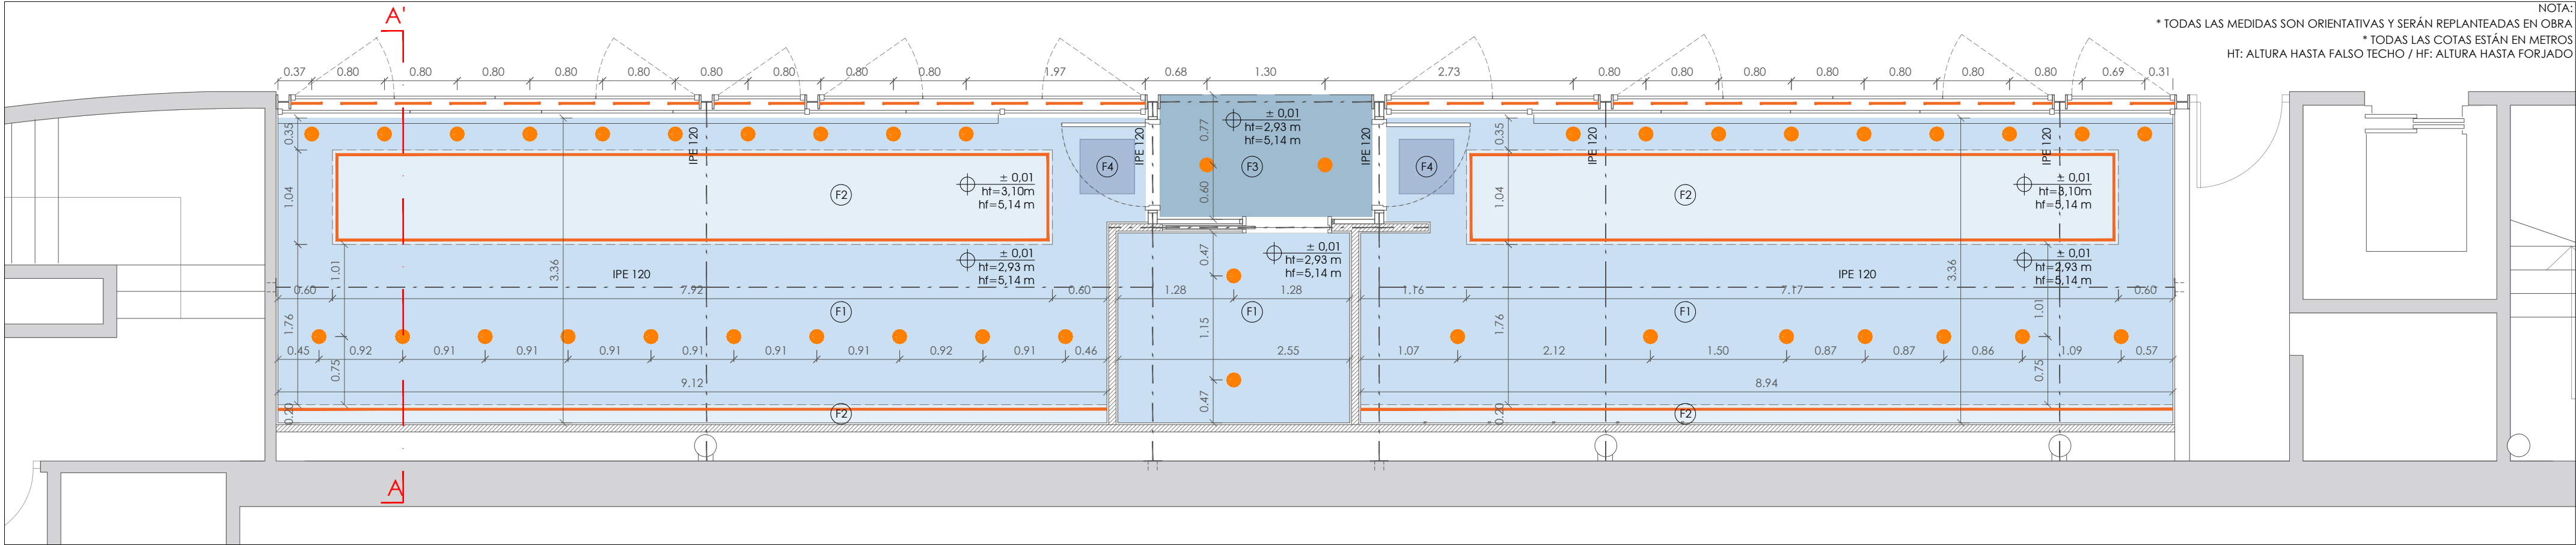 NOTA:
* TODAS LAS MEDIDAS SON ORIENTATIVAS Y SERÁN REPLANTEADAS EN OBRA
* TODAS LAS COTAS ESTÁN EN METROS
HT: ALTURA HASTA FALSO TECHO / HF: ALTURA HASTA FORJADO
A'
0.37 0.80 0.80 0.80 0.80 0.80 0.80 0.80 0.80 0.80 1.97 0.68 1.30 2.73 0.80 0.80 0.80 0.80 0.80 0.80 0.80 0.69 0.31
0.35
IPE 120
IPE 120
0.77
± 0,01
ht=2,93 m
hf=5,14 m
IPE 120
0.35
IPE 120
IPE 120
F4
F3
F4
1.04
F2
± 0,01
ht=3,10m
hf=5,14 m
0.60
1.04
F2
± 0,01
ht=3,10m
hf=5,14 m
1.01
3.36
IPE 120
± 0,01
ht=2,93 m
hf=5,14 m
0.47
± 0,01
ht=2,93 m
hf=5,14 m
IPE 120
3.36
± 0,01
ht=2,93 m
hf=5,14 m
0.60 7.92 0.60 1.28 1.28 1.16 7.17 0.60
1.76
F1
1.15
F1
1.76
F1
1.01
0.45 0.92 0.91 0.91 0.91 0.91 0.91 0.91 0.92 0.91 0.46 2.55 1.07 2.12 1.50 0.87 0.87 0.86 1.09 0.57
0.75
0.75
9.12
8.94
0.20
F2
0.47
0.20
F2
A